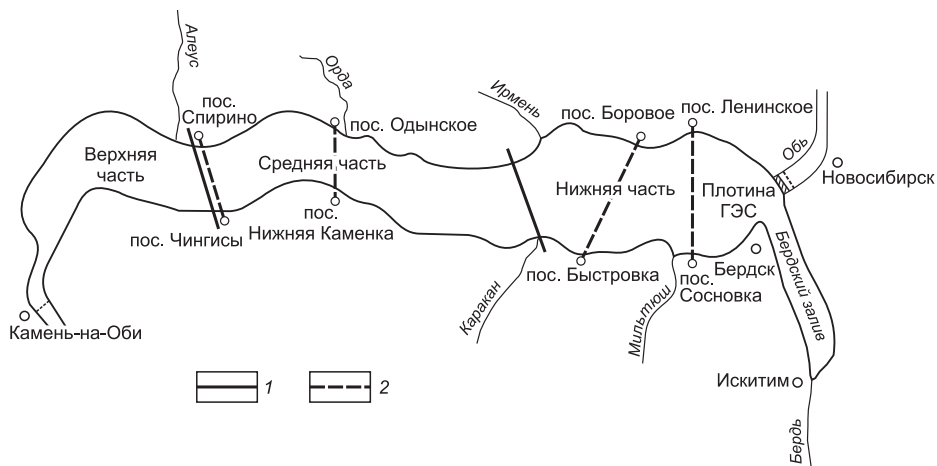 Алеус
пос.
Спирино
Орда
пос. Одынское
Ирмень
пос. Боровое
пос. Ленинское
Обь
Новосибирск
Верхняя
часть
Средняя часть
Нижняя часть
Плотина
ГЭС
пос. Чингисы
пос.
Нижняя Каменка
пос. Быстровка
пос.
Сосновка
Бердск
Бердский залив
Каракан
Мильтюш
Камень-на-Оби
1
2
Искитим
Бердь